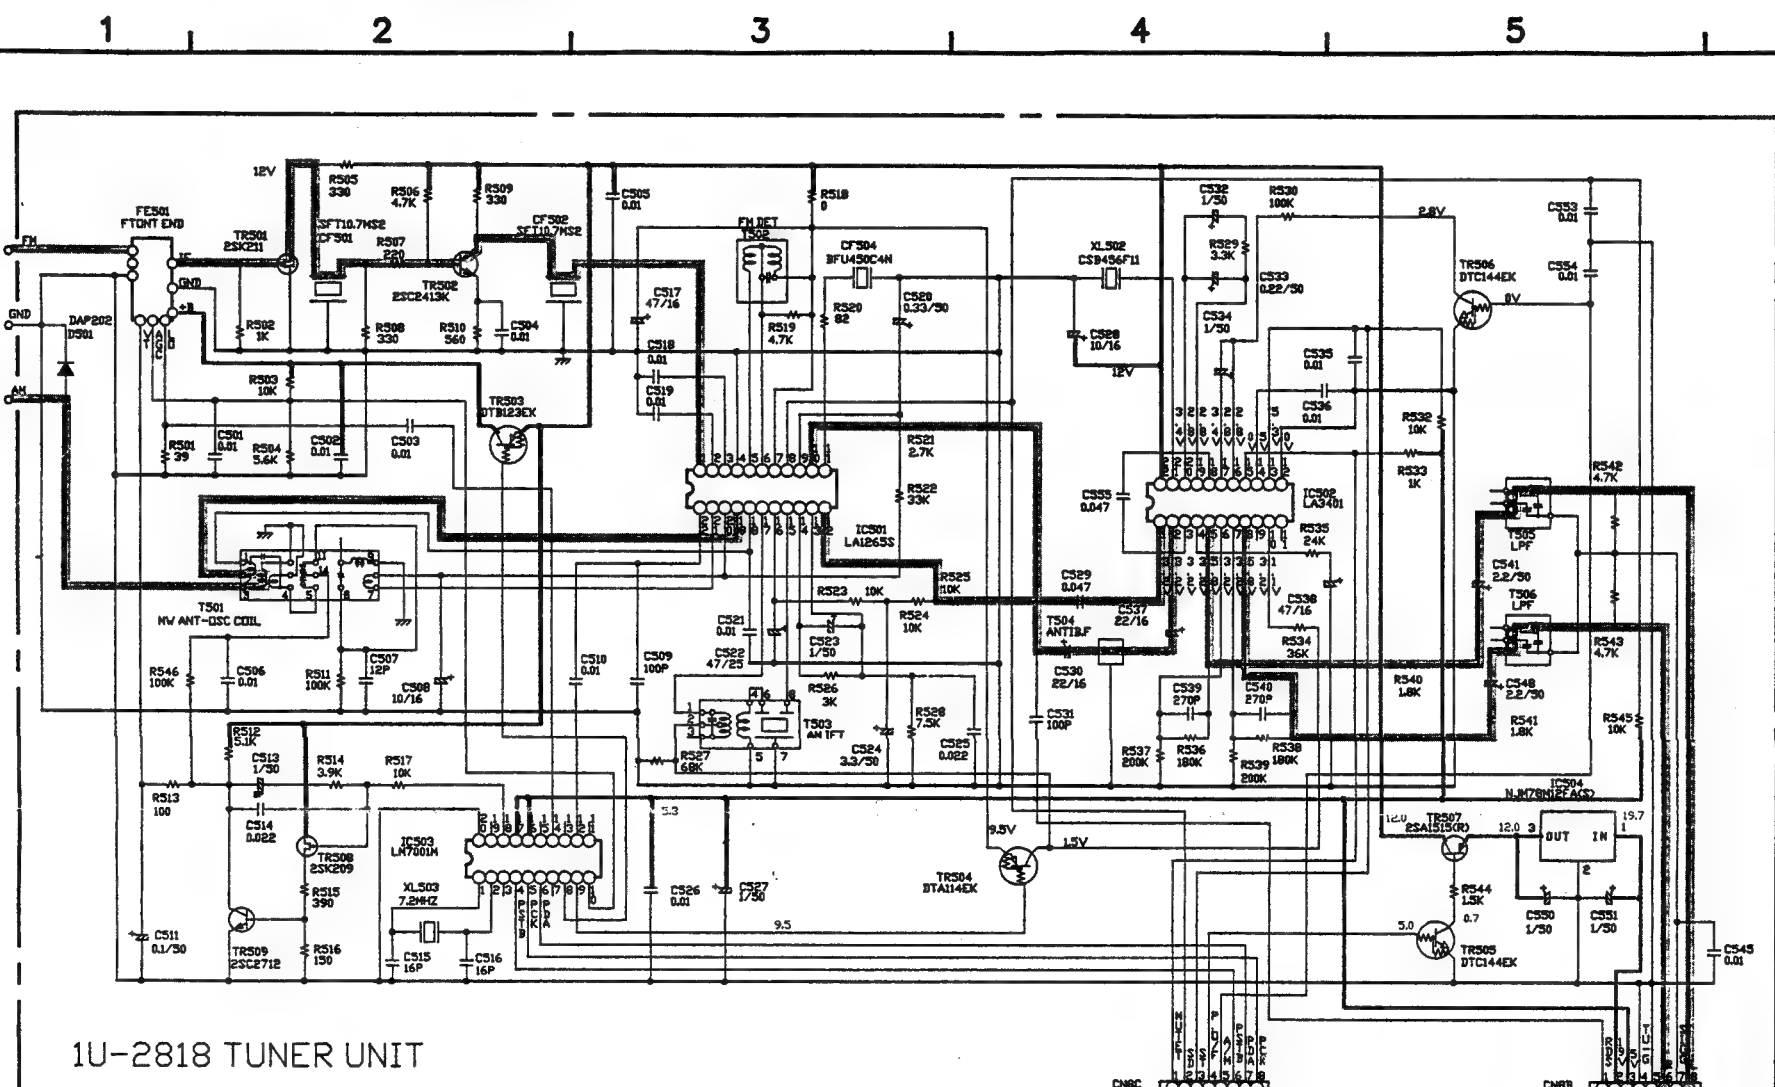 1 2 3 4 5
12V
R505
330
R506
4.7K
R509
330
C505
0.01
R518
0
C532
1/50
R530
100K
2.8V
C553
0.01
FE501
FTONT END
FM
TR501
2SK211
SFT10.7MS2
CF501
R507
220
CF502
SFT10.7MS2
FM DET
T502
CF504
BFU450C4N
XL502
CSB456F11
R529
3.3K
C533
0.22/50
TR506
DTC144EK
C554
0.01
0V
IF
GND
+B
TR502
2SC2413K
C517
47/16
R520
82
C520
0.33/50
C534
1/50
GND
DAP202
D501
R502
1K
R508
330
R510
560
C504
0.01
R519
4.7K
C528
10/16
12V
C518
0.01
C519
0.01
C535
0.01
C536
0.01
AM
R503
10K
TR503
DTB123EK
R532
10K
R501
39
C501
0.01
R504
5.6K
C502
0.01
C503
0.01
R521
2.7K
R522
33K
R533
1K
R542
4.7K
C555
0.047
IC502
LA3401
IC501
LA1265S
R535
24K
T505
LPF
C541
2.2/50
T506
LPF
T501
MW ANT-OSC COIL
R525
10K
R523
10K
R524
10K
C529
0.047
C537
22/16
C538
47/16
T504
ANTI B.F
R534
36K
R543
4.7K
C521
0.01
C523
1/50
C522
47/25
C530
22/16
R546
100K
C506
0.01
R511
100K
C507
12P
C508
10/16
C510
0.01
C509
100P
R526
3K
R540
1.8K
C548
2.2/50
C539
270P
C540
270P
R541
1.8K
R545
10K
R512
5.1K
T503
AM IFT
R528
7.5K
C531
100P
R527
68K
C524
3.3/50
C525
0.022
R537
200K
R536
180K
R539
200K
R538
180K
C513
1/50
R514
3.9K
R517
10K
R513
100
C514
0.022
IC504
NJM78M12FA(S)
5.3
TR507
2SA1515(R)
12.0
12.0
19.7
3 OUT IN 1
2
IC503
LM7001M
9.5V
1.5V
TR508
2SK209
R515
390
XL503
7.2MHZ
C526
0.01
C527
1/50
TR504
DTA114EK
R544
1.5K
C550
1/50
C551
1/50
9.5
5.0
0.7
C511
0.1/50
TR509
2SC2712
R516
150
C515
16P
C516
16P
TR505
DTC144EK
C545
0.01
1U-2818 TUNER UNIT